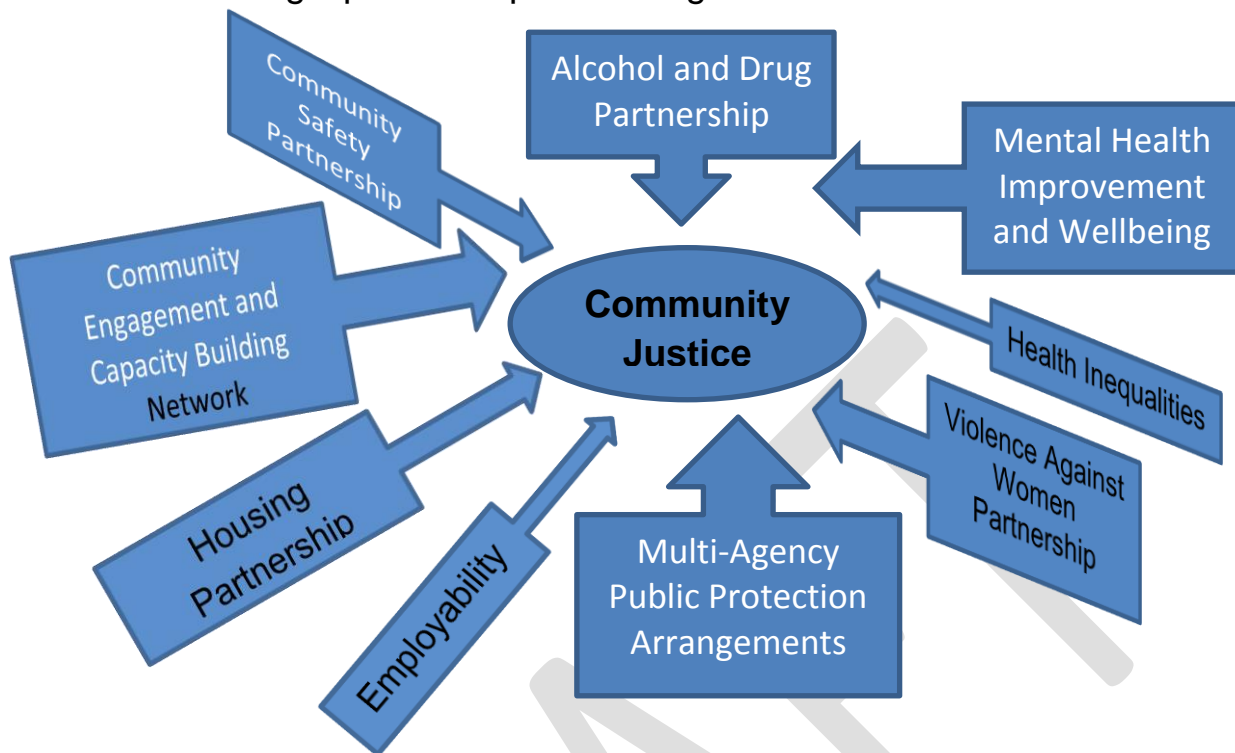 Community
Safety
Partnership
Alcohol and Drug
Partnership
Mental Health
Improvement
and Wellbeing
Community
Engagement and
Capacity Building
Network
Community
Justice
Health Inequalities
Violence Against
Women
Partnership
Housing
Partnership
Employability
Multi-Agency
Public Protection
Arrangements